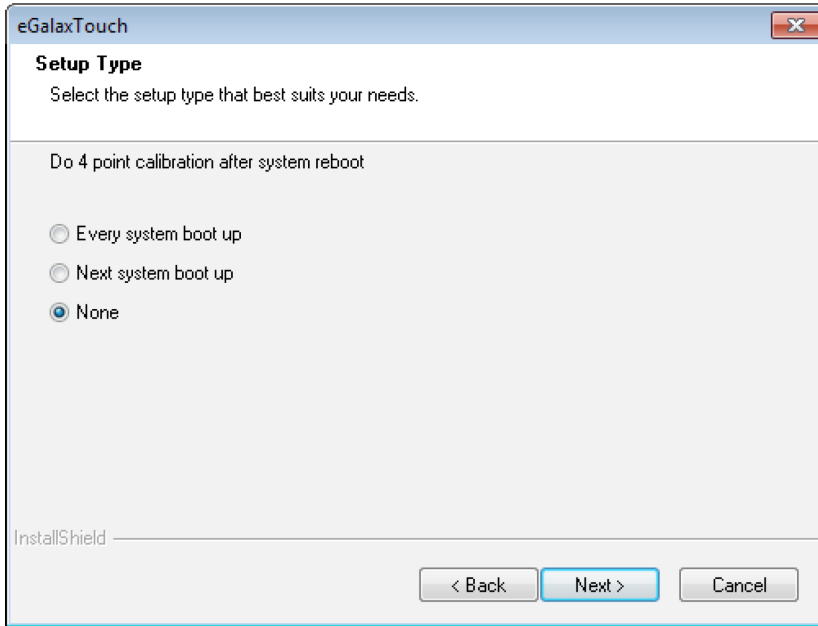 eGalaxTouch
Setup Type
Select the setup type that best suits your needs.
Do 4 point calibration after system reboot
Every system boot up
Next system boot up
None
InstallShield
< Back Next > Cancel